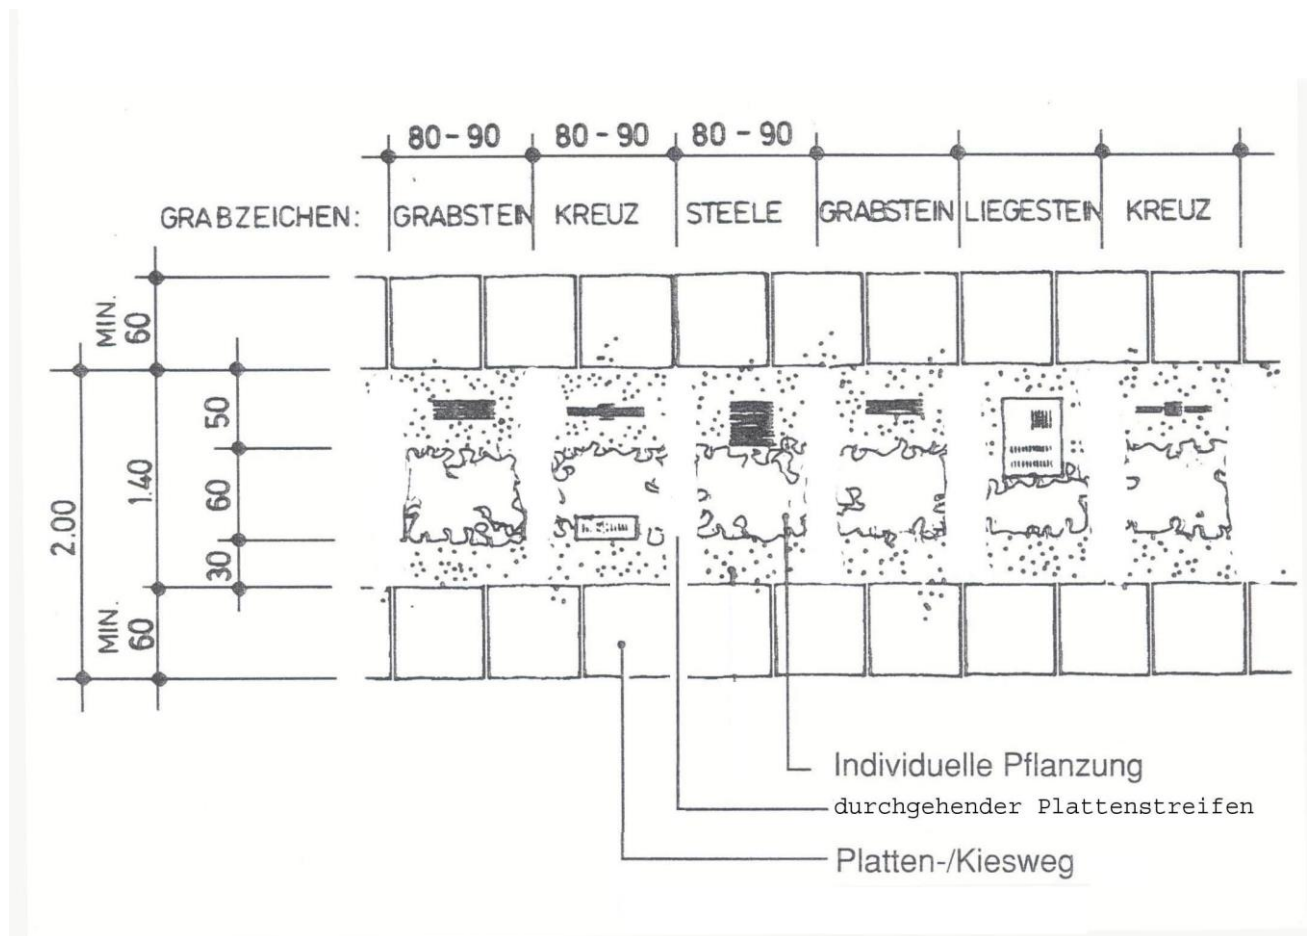 80-90 80-90 80-90
GRABZEICHEN: GRABSTEIN KREUZ STEELE GRABSTEIN LIEGESTEIN KREUZ
MIN.
60
50
2.00 1.40 60
30
MIN.
60
Individuelle Pflanzung
durchgehender Plattenstreifen
Platten-/Kiesweg